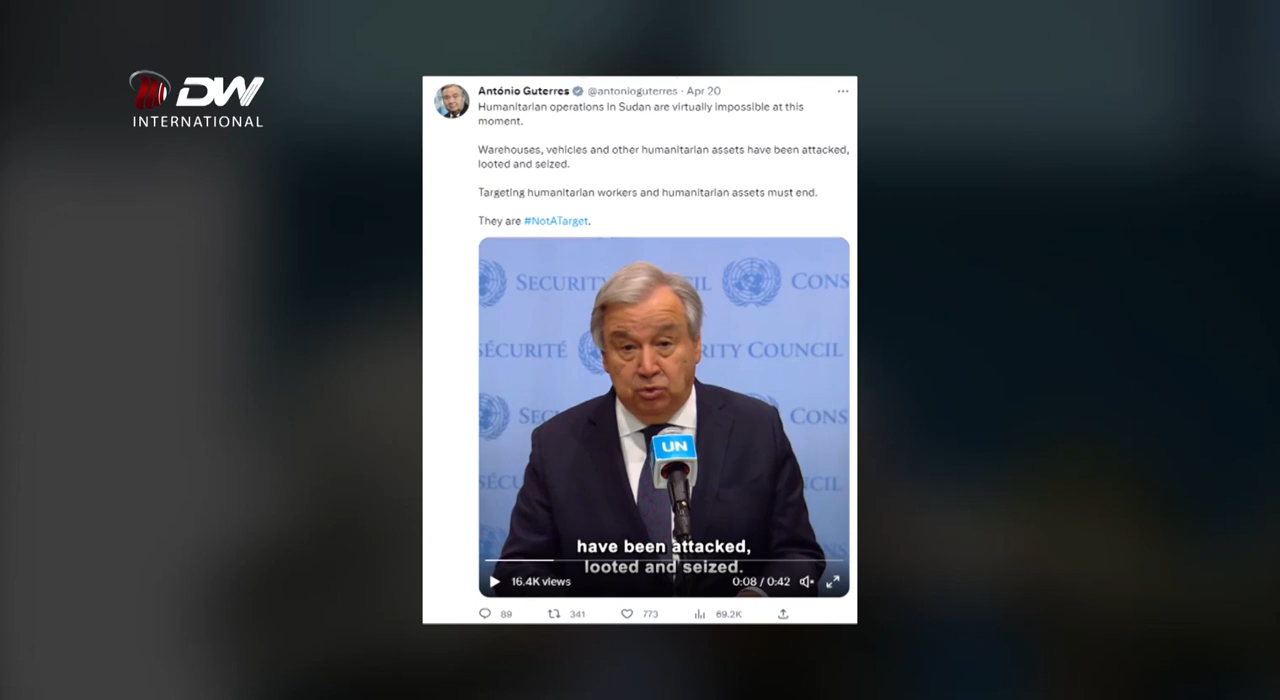 DW
INTERNATIONAL
António Guterres @antonioguterres · Apr 20
Humanitarian operations in Sudan are virtually impossible at this
moment.
Warehouses, vehicles and other humanitarian assets have been attacked,
looted and seized.
Targeting humanitarian workers and humanitarian assets must end.
They are #NotATarget.
SECURITY COUNCIL CONS
SÉCURITÉ RITY COUNCIL
SEC CONS
SÉCU CIL
UN
have been attacked,
looted and seized.
16.4K views 0:08 / 0:42
89 341 773 69.2K